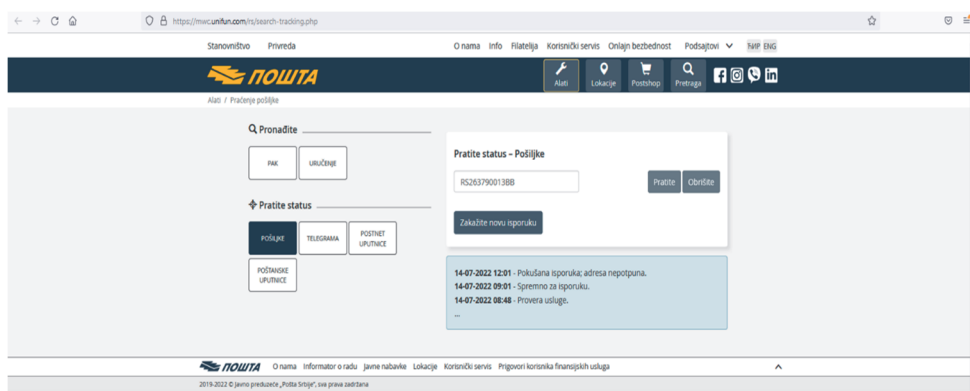 https://mwc.unifun.com/rs/search-tracking.php
Stanovništvo Privreda O nama Info Filatelija Korisnički servis Onlajn bezbednost Podsajtovi ЋИР ENG
ПОШТА Alati Lokacije Postshop Pretraga
Alati / Praćenje pošiljke
Pronađite
PAK URUČENJE
Pratite status – Pošiljke
RS263790013BB Pratite Obrišite
Zakažite novu isporuku
Pratite status
POŠILJKE TELEGRAMA POSTNET UPUTNICE
POŠTANSKE UPUTNICE
14-07-2022 12:01 - Pokušana isporuka; adresa nepotpuna.
14-07-2022 09:01 - Spremno za isporuku.
14-07-2022 08:48 - Provera usluge.
...
ПОШТА O nama Informator o radu Javne nabavke Lokacije Korisnički servis Prigovori korisnika finansijskih usluga
2019-2022 © Javno preduzeće „Pošta Srbije“, sva prava zadržana